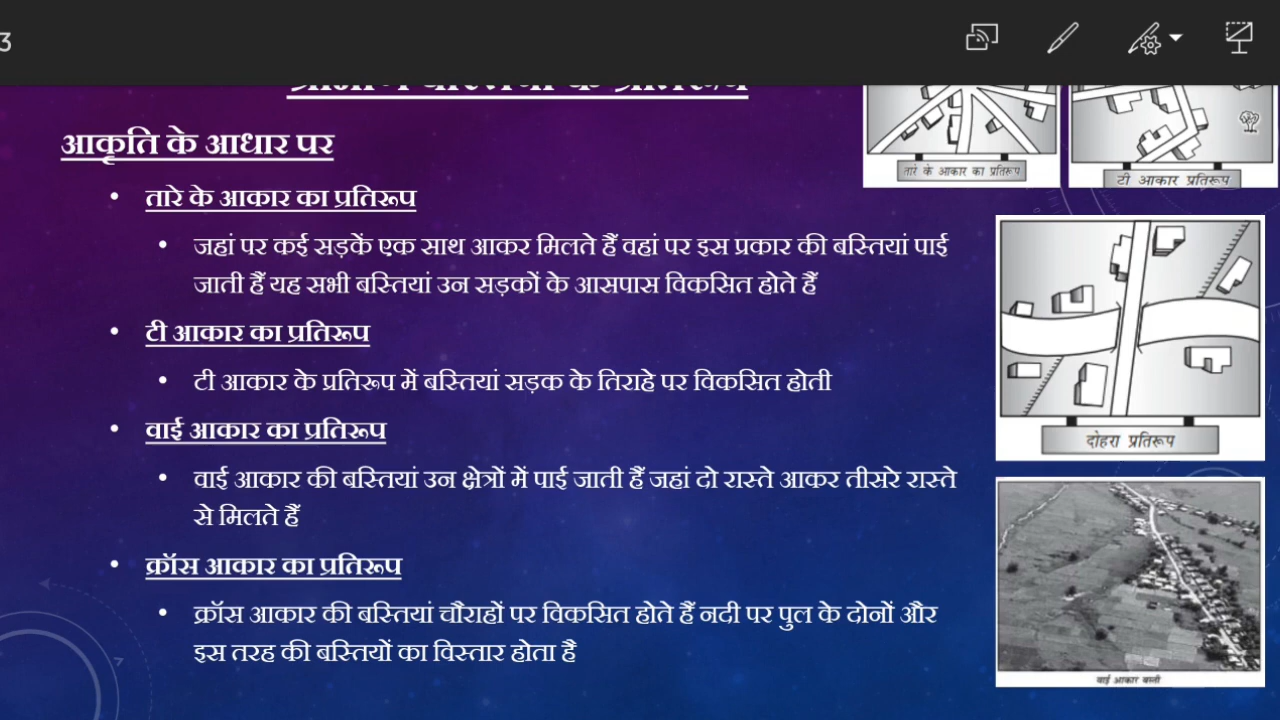 3
आकृति के आधार पर
तारे के आकार का प्रतिरूप
जहां पर कई सड़कें एक साथ आकर मिलते हैं वहां पर इस प्रकार की बस्तियां पाई
जाती हैं यह सभी बस्तियां उन सड़कों के आसपास विकसित होते हैं
टी आकार का प्रतिरूप
टी आकार के प्रतिरूप में बस्तियां सड़क के तिराहे पर विकसित होती
वाई आकार का प्रतिरूप
वाई आकार की बस्तियां उन क्षेत्रों में पाई जाती हैं जहां दो रास्ते आकर तीसरे रास्ते
से मिलते हैं
क्रॉस आकार का प्रतिरूप
क्रॉस आकार की बस्तियां चौराहों पर विकसित होते हैं नदी पर पुल के दोनों और
इस तरह की बस्तियों का विस्तार होता है
तारे के आकार का प्रतिरूप
टी आकार प्रतिरूप
दोहरा प्रतिरूप
वाई आकार बस्ती